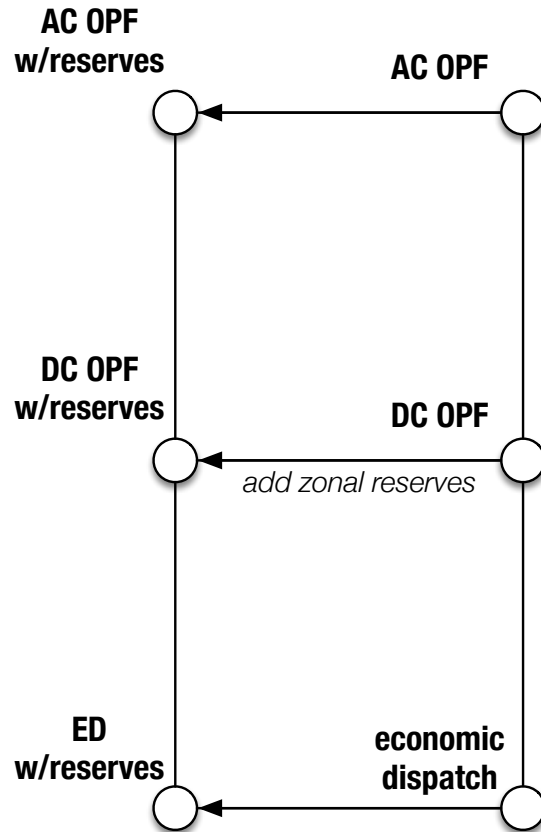 AC OPF
w/reserves
AC OPF
DC OPF
w/reserves
DC OPF
add zonal reserves
ED
w/reserves
economic
dispatch